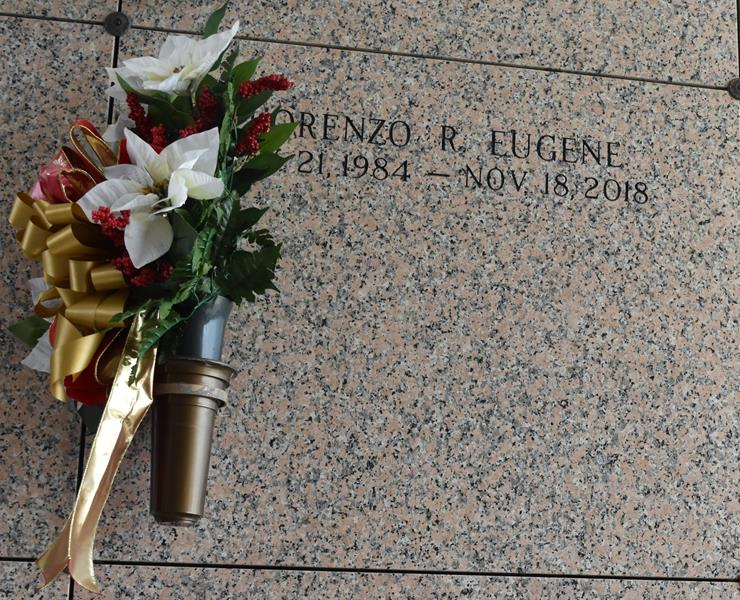 ORENZO R. EUGENE
21, 1984 — NOV 18, 2018